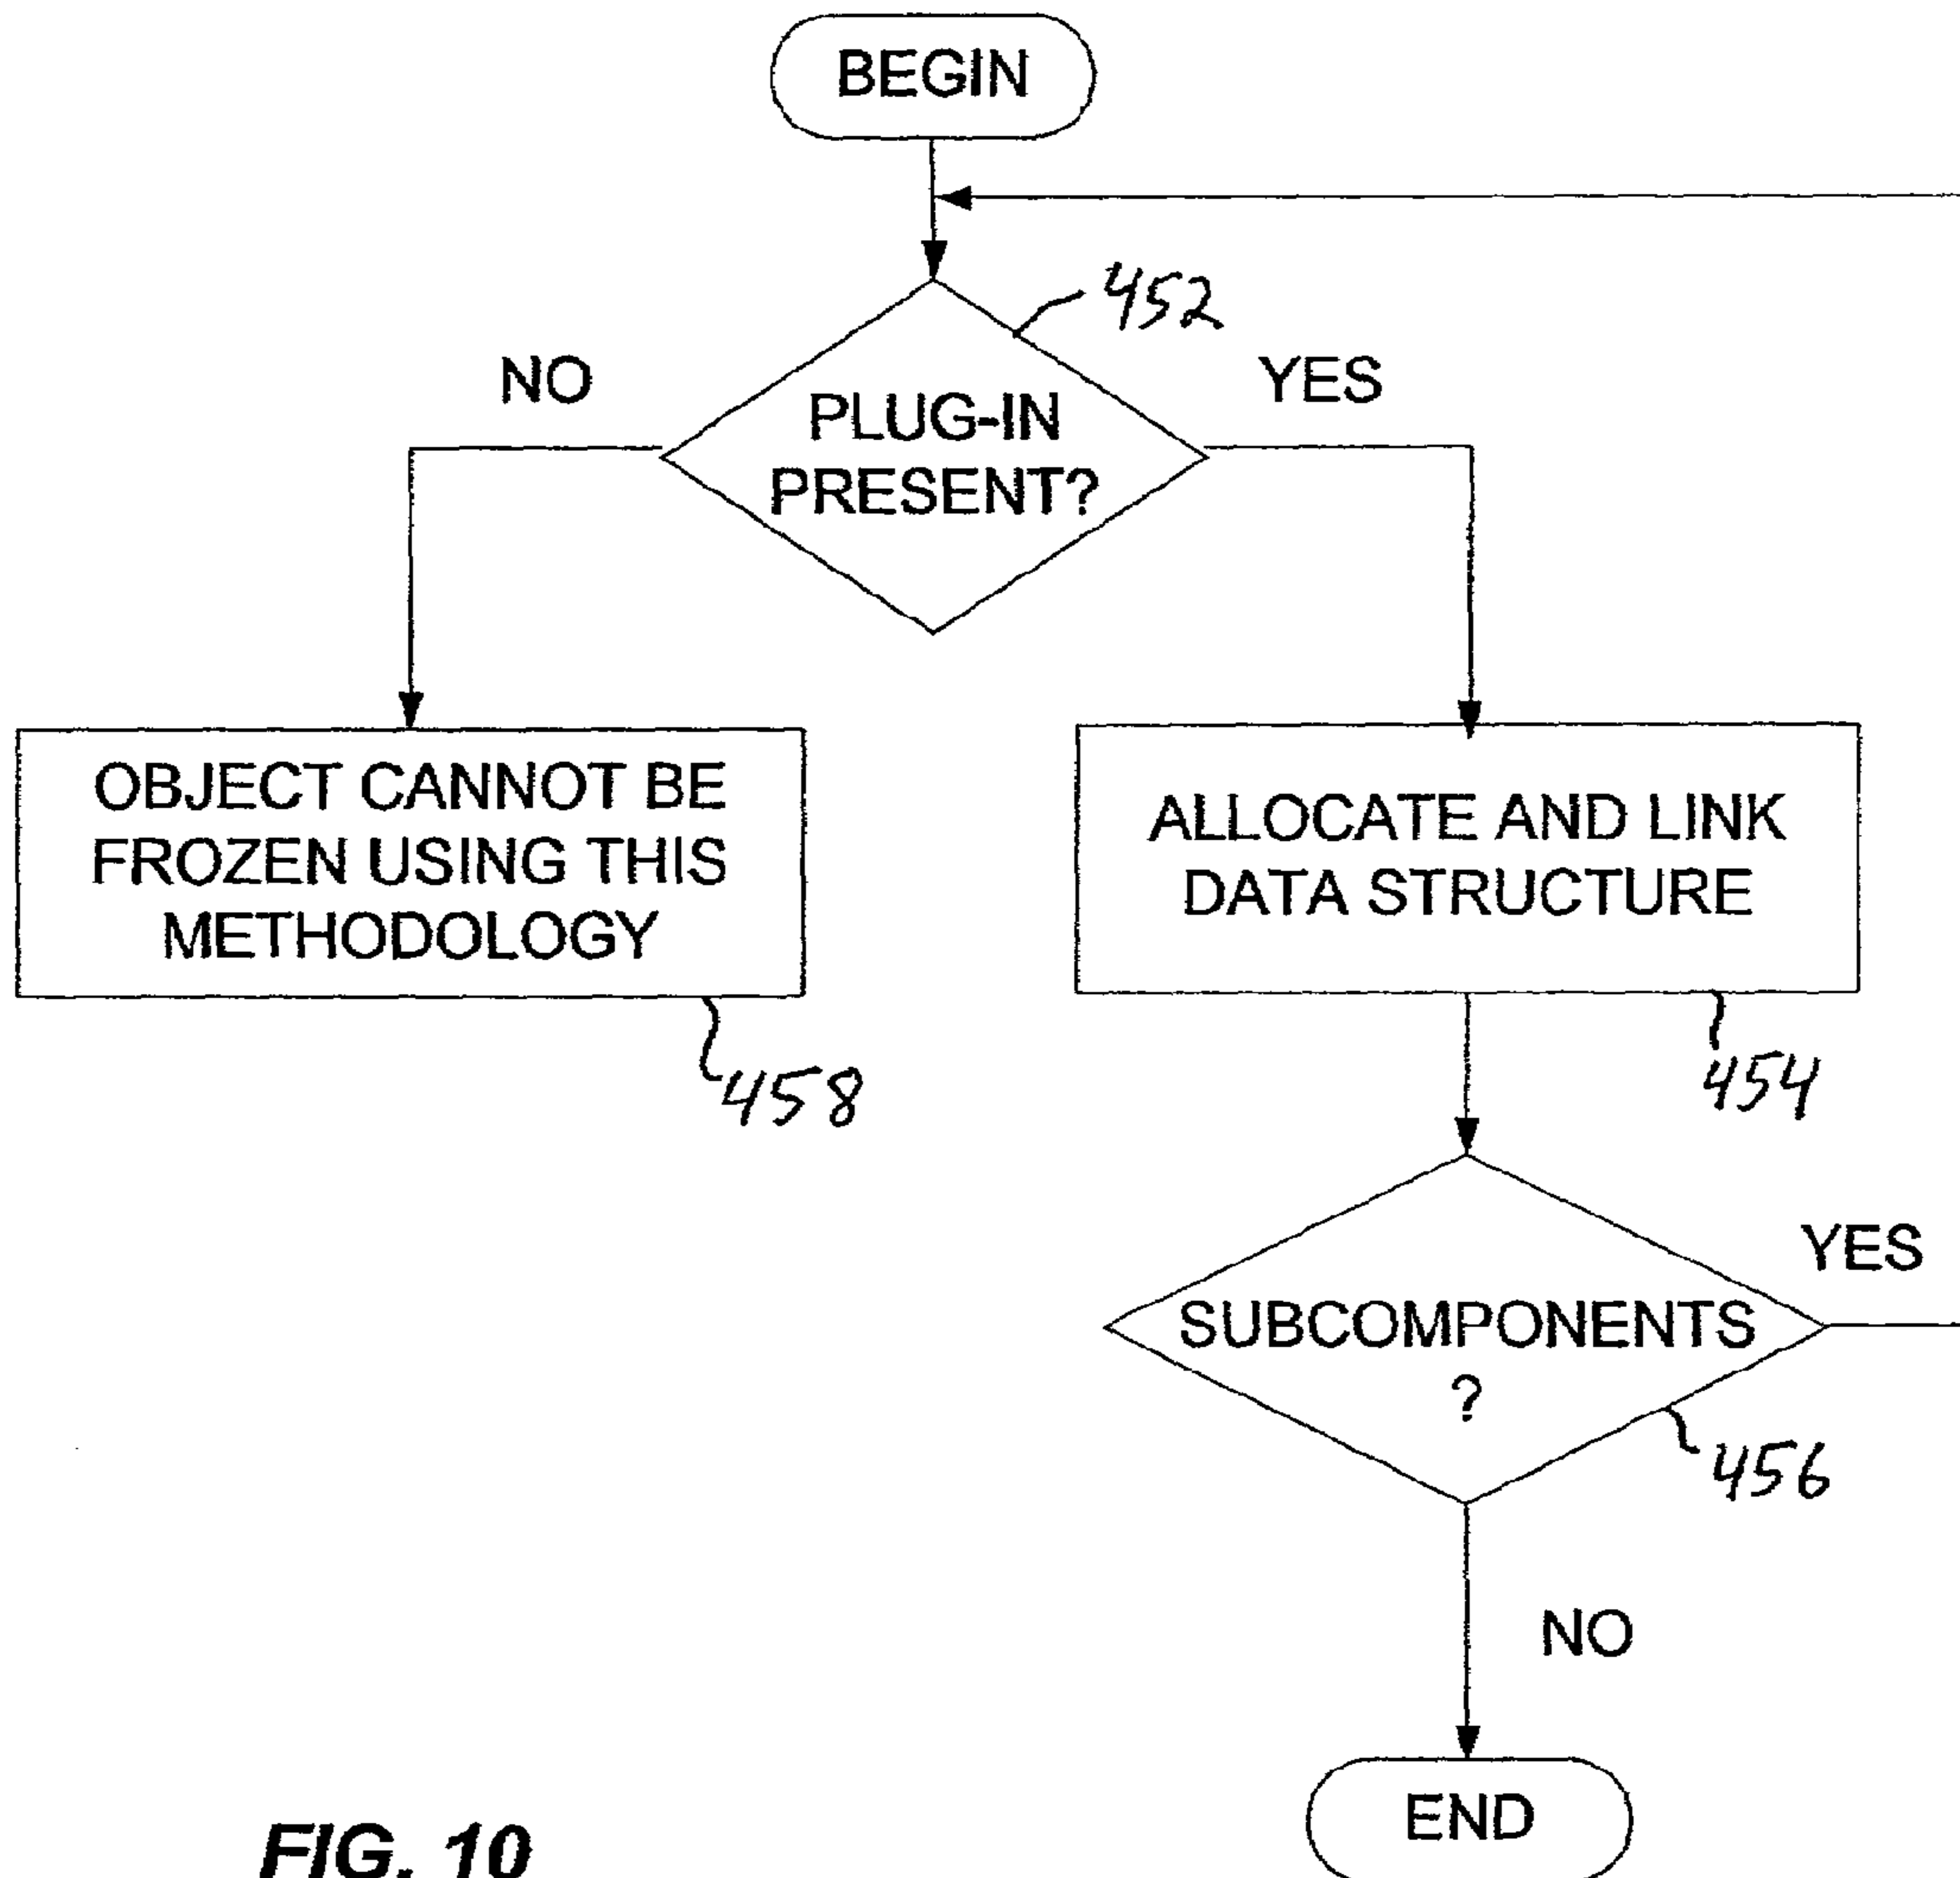 BEGIN
452
NO
YES
PLUG-IN
PRESENT?
OBJECT CANNOT BE
FROZEN USING THIS
METHODOLOGY
ALLOCATE AND LINK
DATA STRUCTURE
458
454
YES
SUBCOMPONENTS
?
456
NO
END
FIG. 10